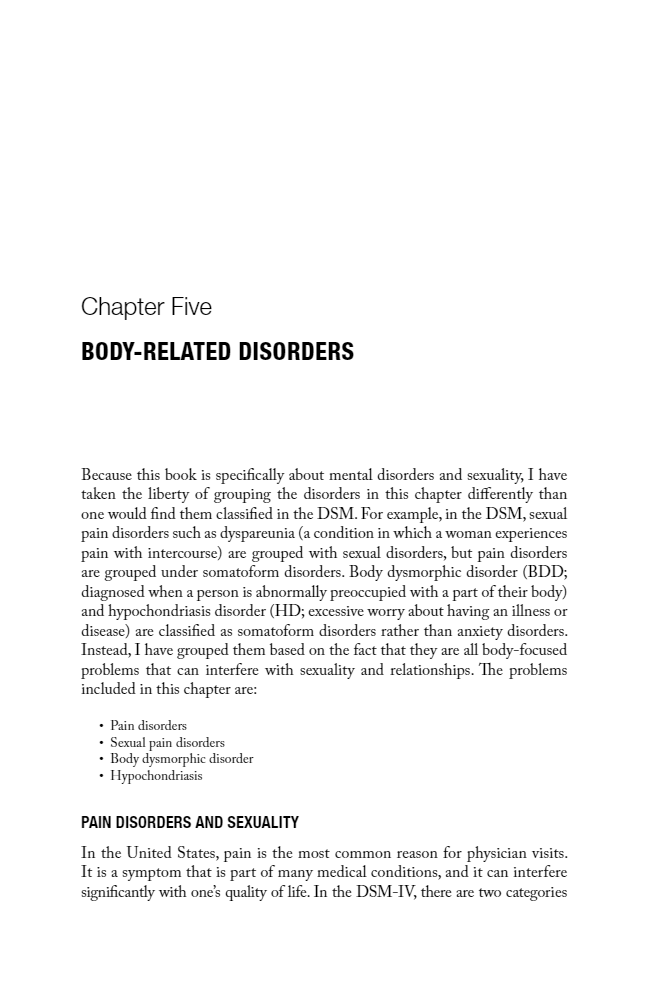 Chapter Five
BODY-RELATED DISORDERS
Because this book is specifically about mental disorders and sexuality, I have
taken the liberty of grouping the disorders in this chapter differently than
one would find them classified in the DSM. For example, in the DSM, sexual
pain disorders such as dyspareunia (a condition in which a woman experiences
pain with intercourse) are grouped with sexual disorders, but pain disorders
are grouped under somatoform disorders. Body dysmorphic disorder (BDD;
diagnosed when a person is abnormally preoccupied with a part of their body)
and hypochondriasis disorder (HD; excessive worry about having an illness or
disease) are classified as somatoform disorders rather than anxiety disorders.
Instead, I have grouped them based on the fact that they are all body-focused
problems that can interfere with sexuality and relationships. The problems
included in this chapter are:
• Pain disorders
• Sexual pain disorders
• Body dysmorphic disorder
• Hypochondriasis
PAIN DISORDERS AND SEXUALITY
In the United States, pain is the most common reason for physician visits.
It is a symptom that is part of many medical conditions, and it can interfere
significantly with one's quality of life. In the DSM-IV, there are two categories